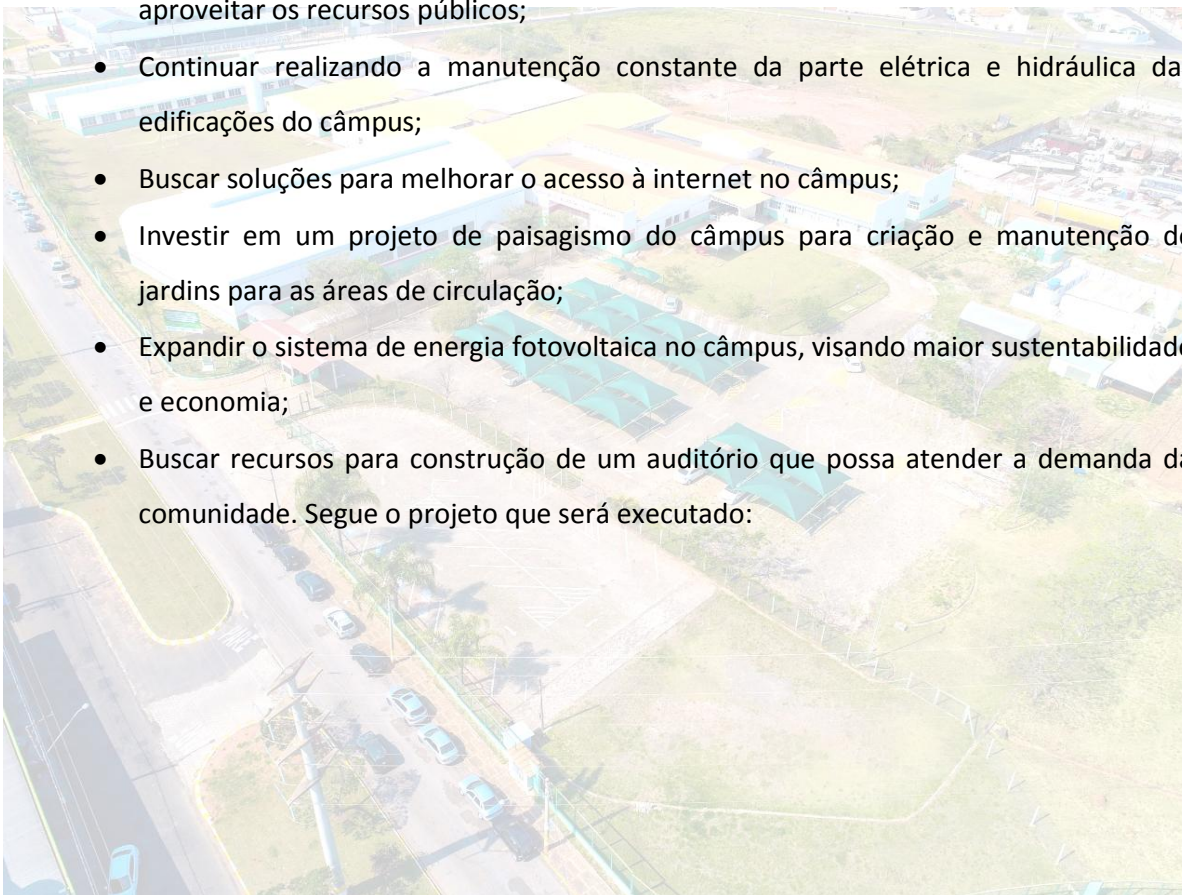 aproveitar os recursos públicos;
• Continuar realizando a manutenção constante da parte elétrica e hidráulica da
edificações do câmpus;
• Buscar soluções para melhorar o acesso à internet no câmpus;
• Investir em um projeto de paisagismo do câmpus para criação e manutenção d
jardins para as áreas de circulação;
• Expandir o sistema de energia fotovoltaica no câmpus, visando maior sustentabilidad
e economia;
• Buscar recursos para construção de um auditório que possa atender a demanda d
comunidade. Segue o projeto que será executado: